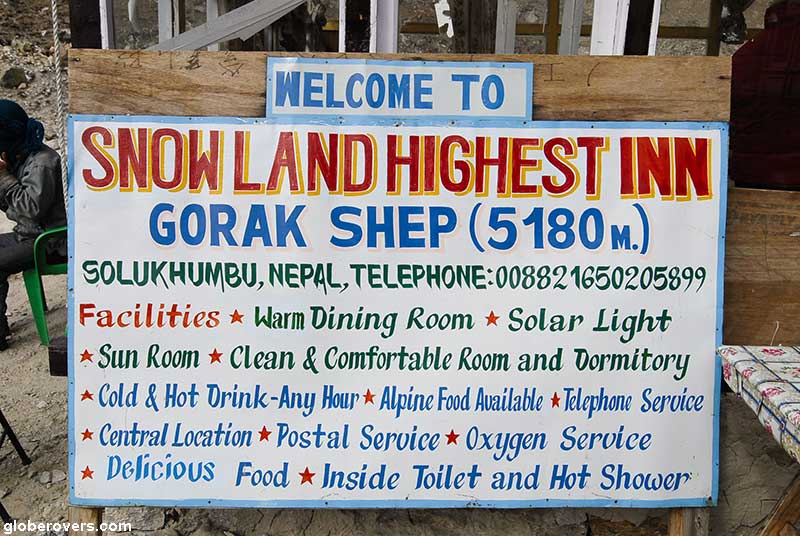 WELCOME TO
SNOW LAND HIGHEST INN
GORAK SHEP (5180 M.)
SOLUKHUMBU, NEPAL, TELEPHONE: 008821650205899
Facilities ★ Warm Dining Room ★ Solar Light
★ Sun Room ★ Clean & Comfortable Room and Dormitory
★ Cold & Hot Drink-Any Hour ★ Alpine Food Available ★ Telephone Service
★ Central Location ★ Postal Service ★ Oxygen Service
★ Delicious Food ★ Inside Toilet and Hot Shower
globerovers.com